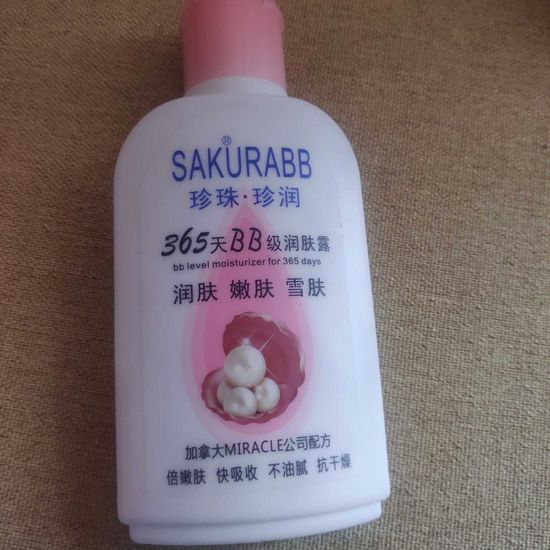 ®
SAKURABB
珍珠·珍润
365天BB级润肤露
bb level moisturizer for 365 days
润肤 嫩肤 雪肤
加拿大MIRACLE公司配方
倍嫩肤 快吸收 不油腻 抗干燥